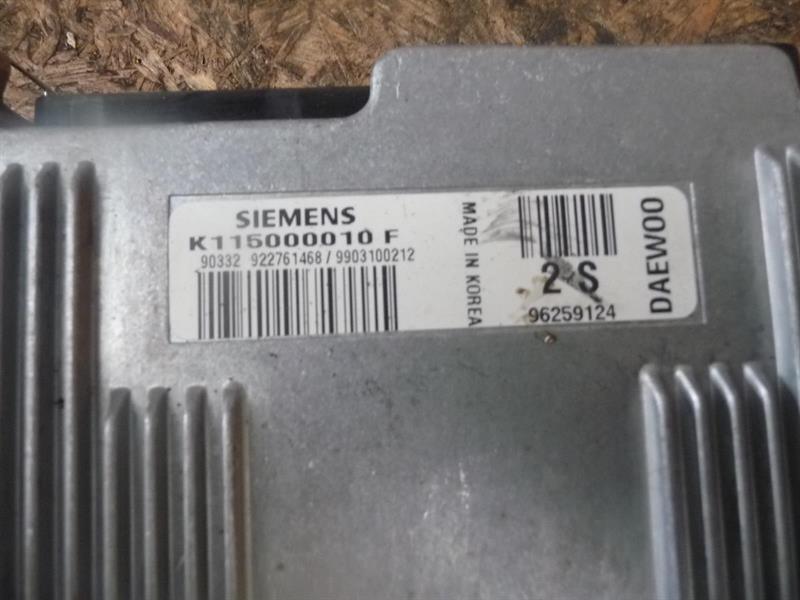 SIEMENS
K115000010 F
90332 922761468 / 9903100212
MADE IN KOREA
2 S
96259124
DAEWOO